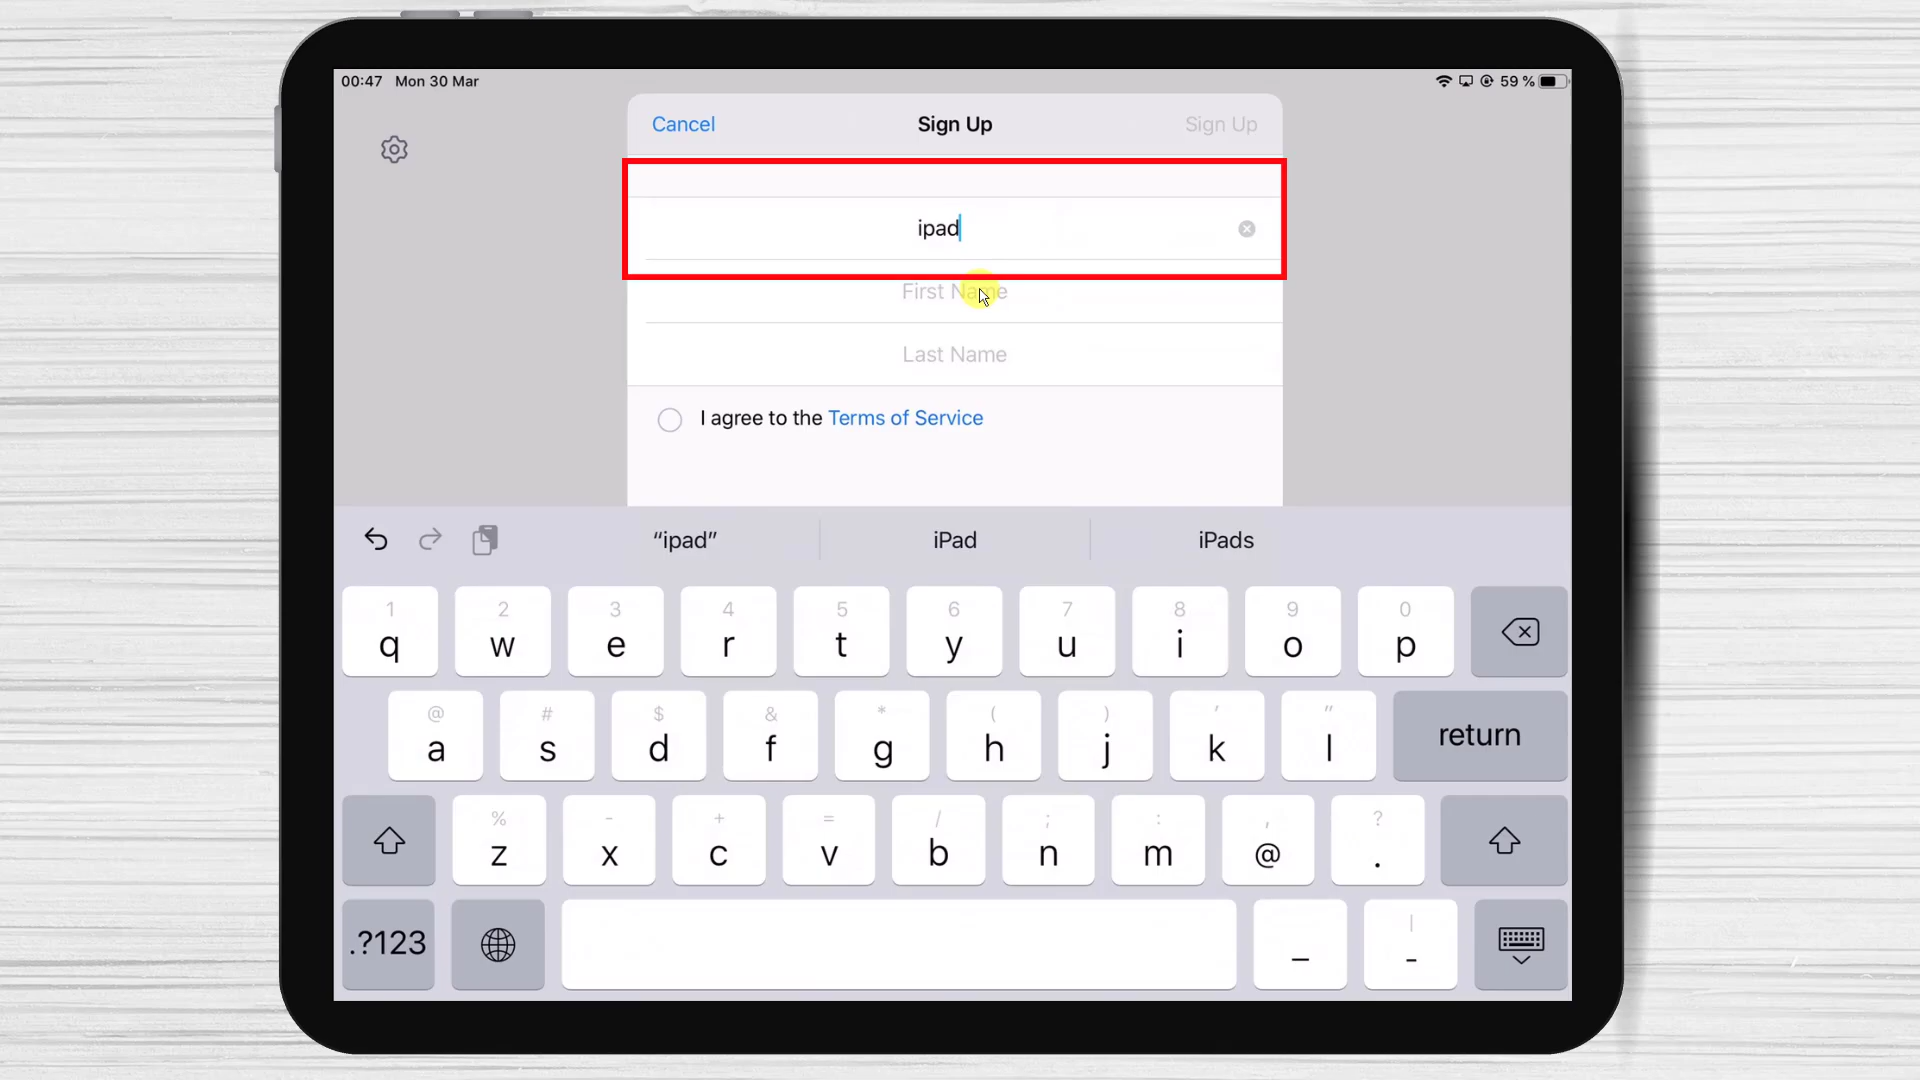 00:47 Mon 30 Mar 59 %
Cancel Sign Up Sign Up
ipad
First Name
Last Name
I agree to the Terms of Service
“ipad” iPad iPads
1 2 3 4 5 6 7 8 9 0
q w e r t y u i o p
@ # $ & * ( ) ' "
a s d f g h j k l return
% - + = / ; : , ?
z x c v b n m @ .
|
.?123 _ -